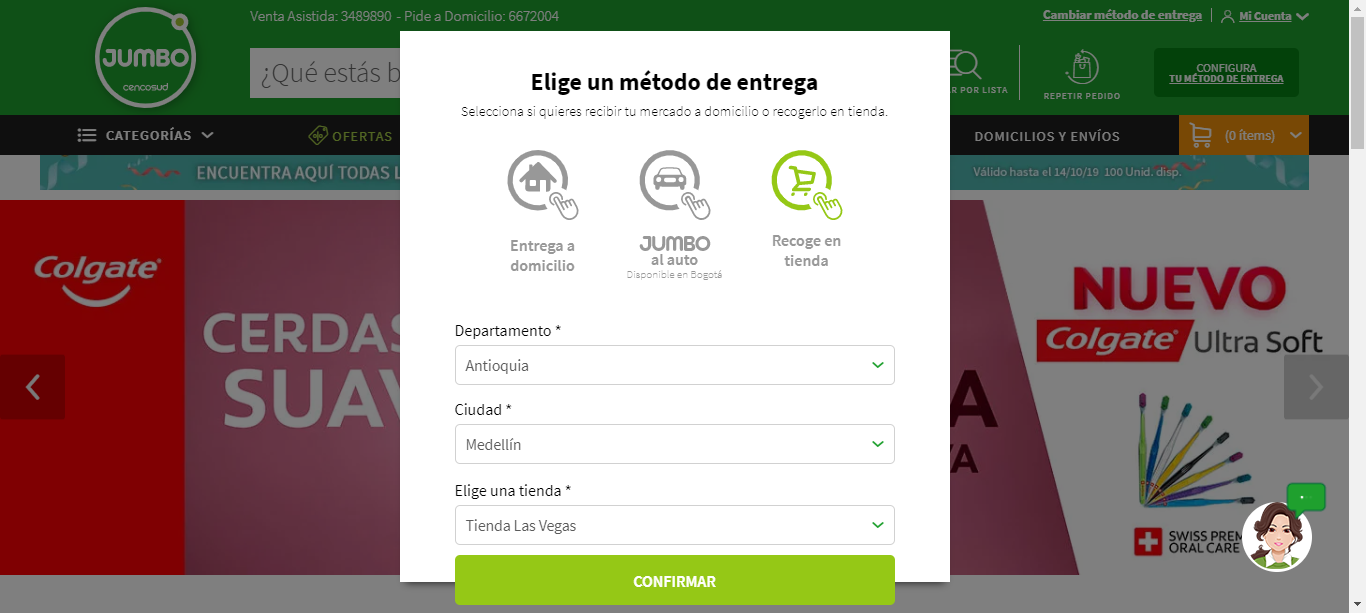 Venta Asistida: 3489890 - Pide a Domicilio: 6672004
Cambiar método de entrega
Mi Cuenta
JUMBO
cencosud
¿Qué estás b
R POR LISTA
REPETIR PEDIDO
CONFIGURA
TU MÉTODO DE ENTREGA
CATEGORÍAS
OFERTAS
DOMICILIOS Y ENVÍOS
(0 ítems)
ENCUENTRA AQUÍ TODAS L
Válido hasta el 14/10/19 100 Unid. disp.
Elige un método de entrega
Selecciona si quieres recibir tu mercado a domicilio o recogerlo en tienda.
Entrega a
domicilio
JUMBO
al auto
Disponible en Bogotá
Recoge en
tienda
Departamento *
Antioquia
Ciudad *
Medellín
Elige una tienda *
Tienda Las Vegas
CONFIRMAR
Colgate
CERDAS
SUAV
A
VA
NUEVO
Colgate Ultra Soft
SWISS PREM
ORAL CARE